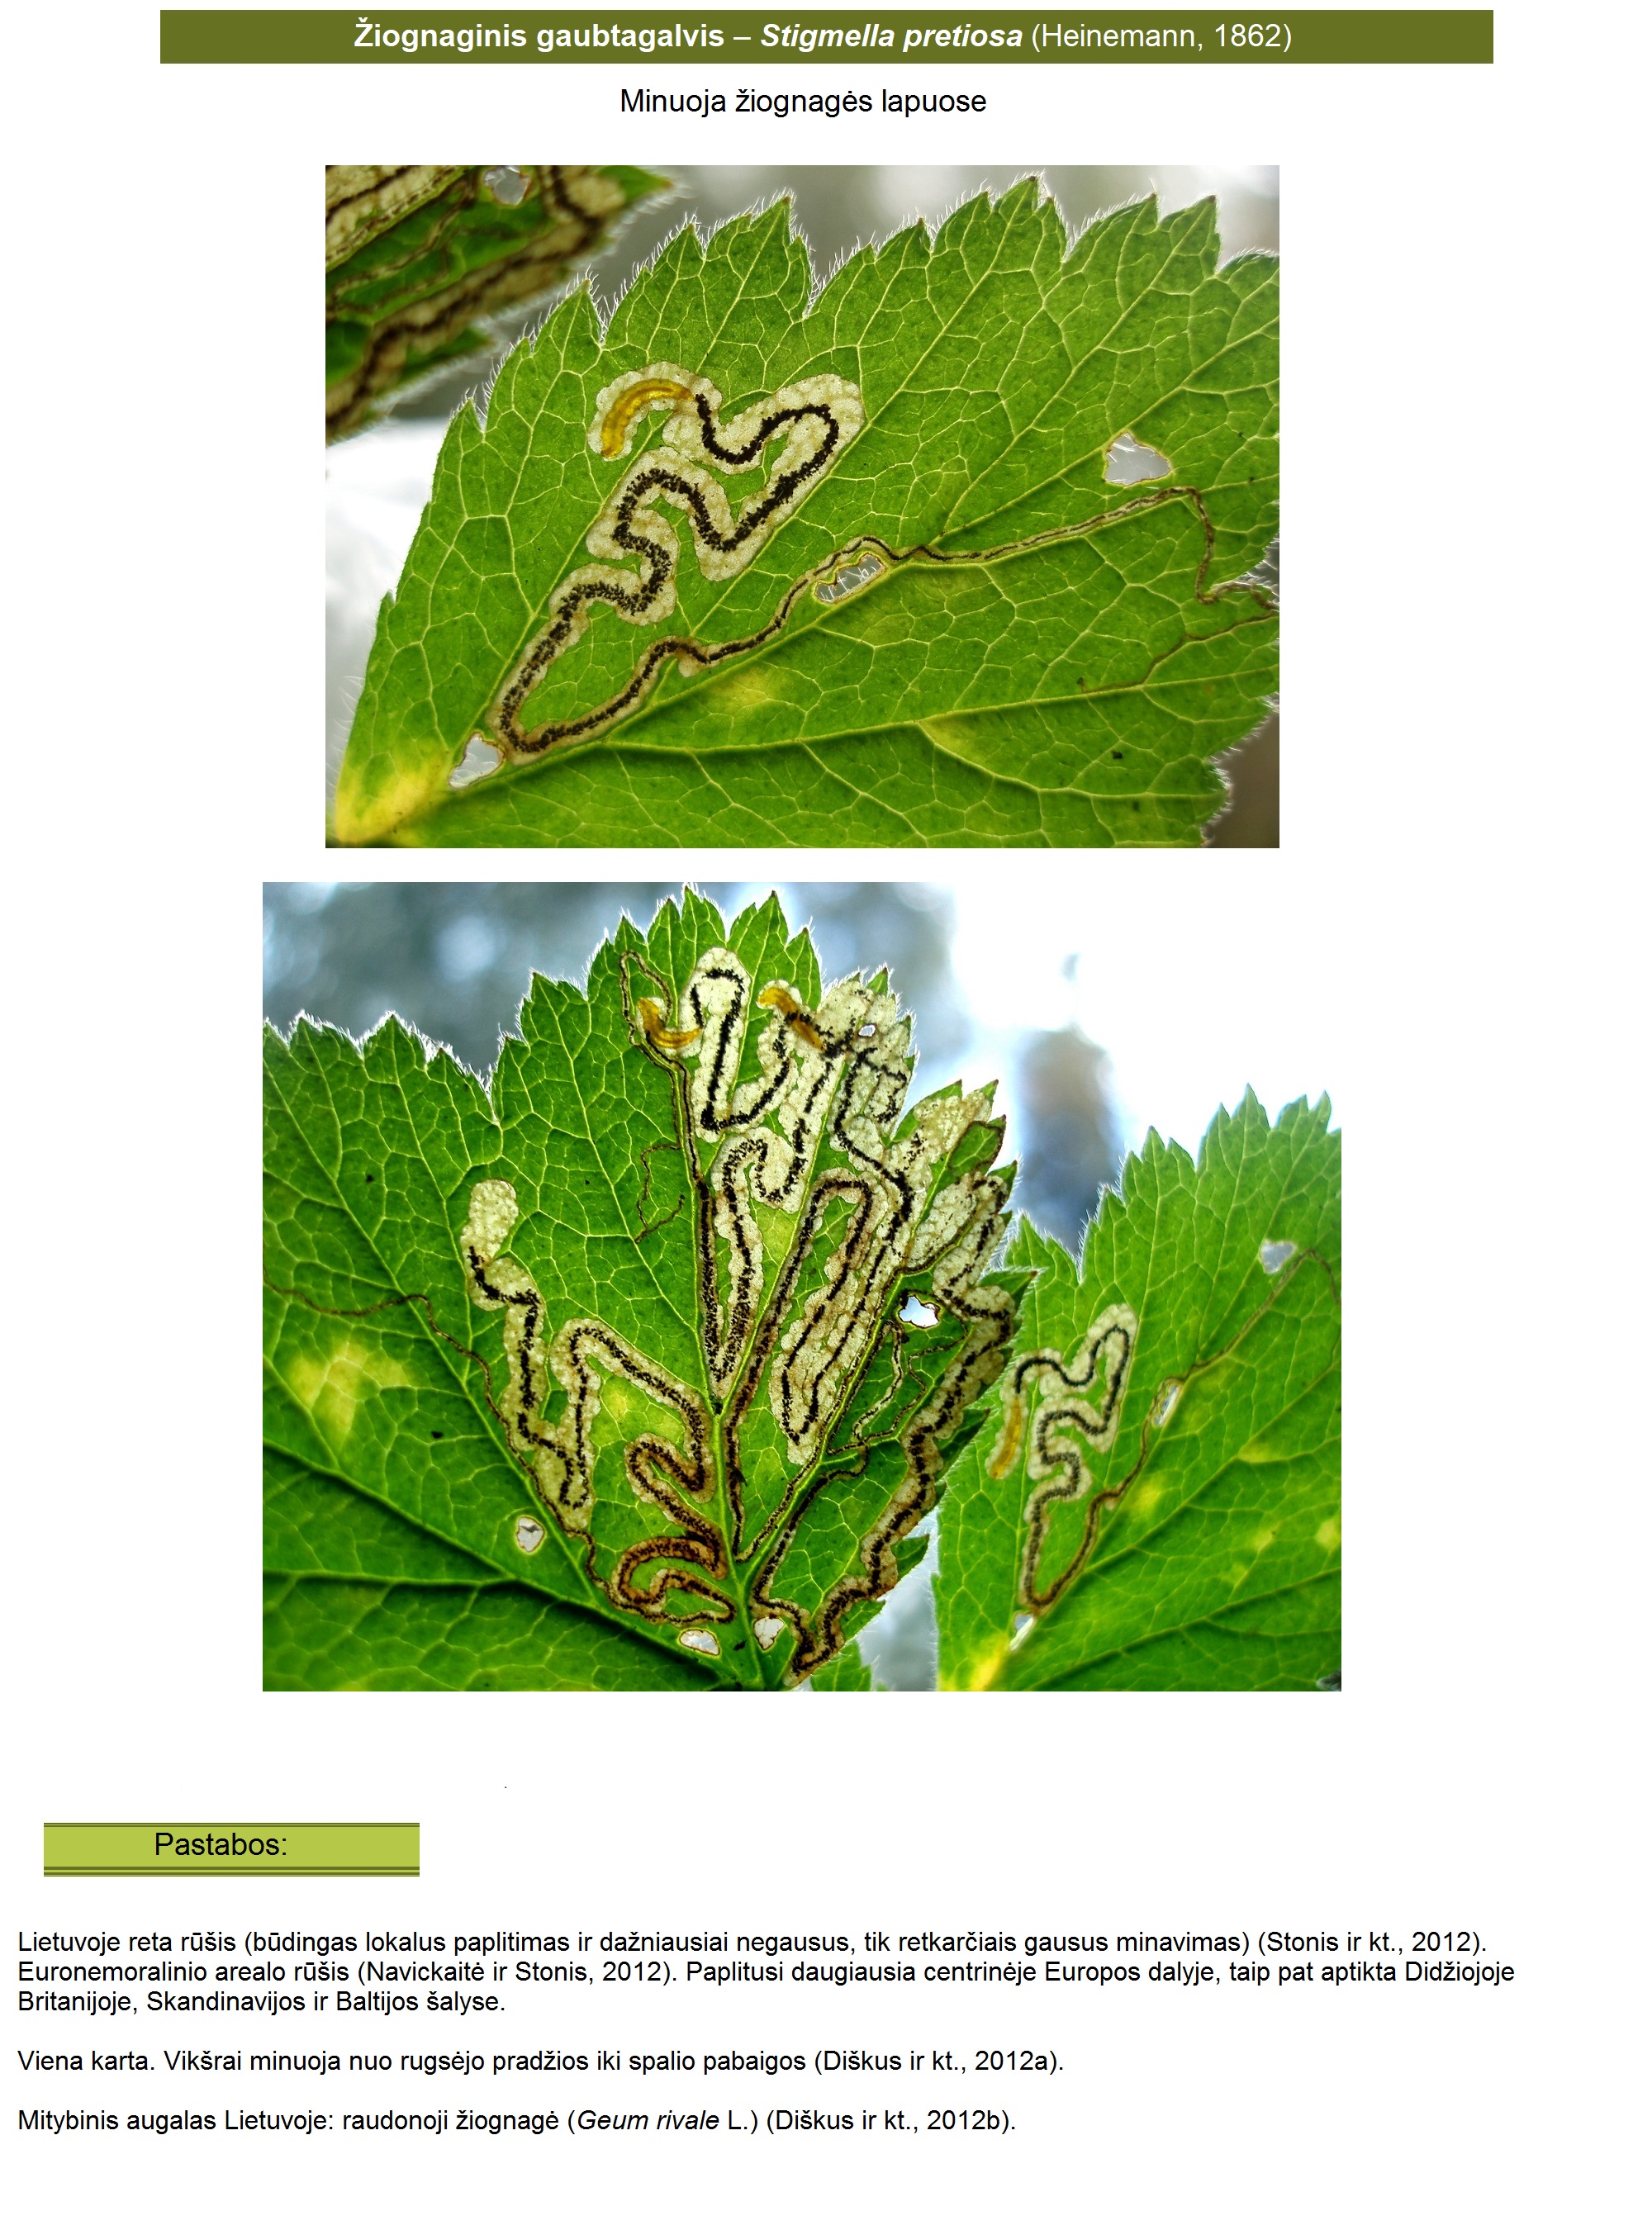 Žiognaginis gaubtagalvis – Stigmella pretiosa (Heinemann, 1862)
Minuoja žiognagės lapuose
Pastabos:
Lietuvoje reta rūšis (būdingas lokalus paplitimas ir dažniausiai negausus, tik retkarčiais gausus minavimas) (Stonis ir kt., 2012).
Euronemoralinio arealo rūšis (Navickaitė ir Stonis, 2012). Paplitusi daugiausia centrinėje Europos dalyje, taip pat aptikta Didžiojoje
Britanijoje, Skandinavijos ir Baltijos šalyse.
Viena karta. Vikšrai minuoja nuo rugsėjo pradžios iki spalio pabaigos (Diškus ir kt., 2012a).
Mitybinis augalas Lietuvoje: raudonoji žiognagė (Geum rivale L.) (Diškus ir kt., 2012b).